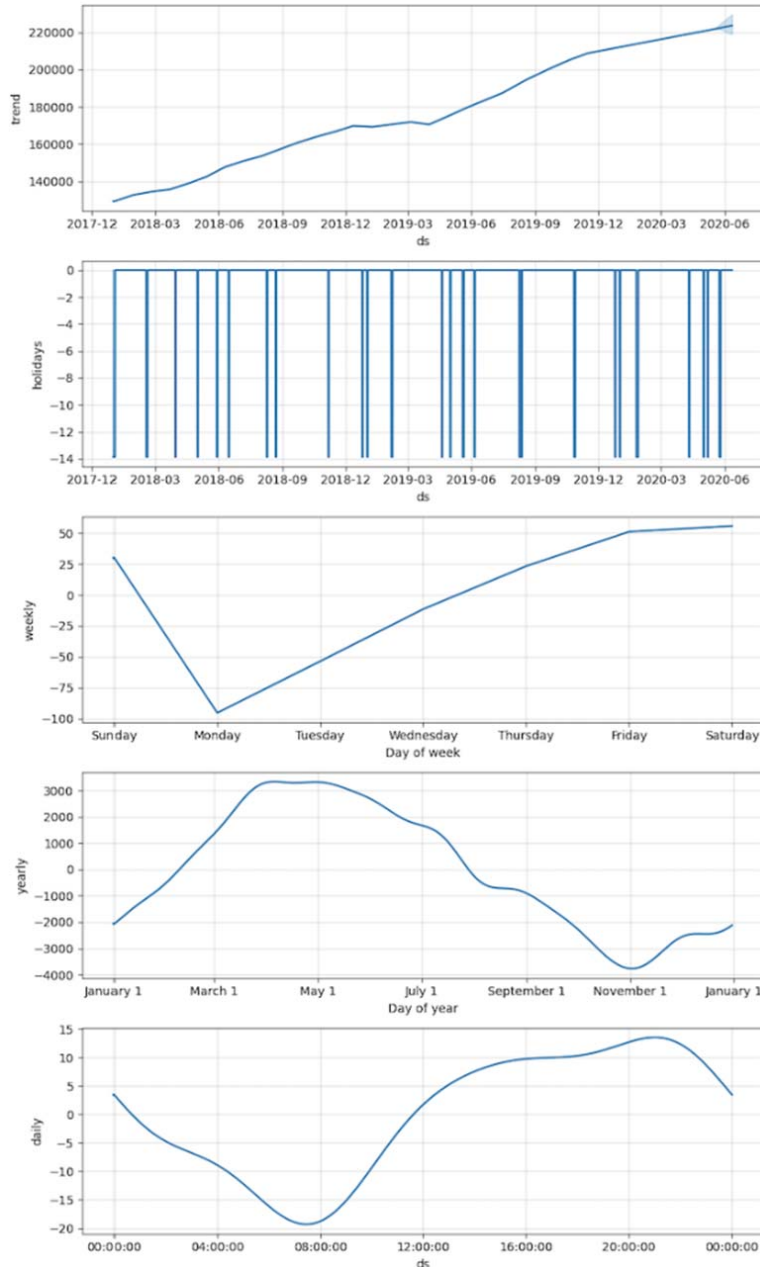 220000
200000
180000
160000
140000
trend
2017-12 2018-03 2018-06 2018-09 2018-12 2019-03 2019-06 2019-09 2019-12 2020-03 2020-06
ds
0
−2
−4
−6
−8
−10
−12
−14
holidays
2017-12 2018-03 2018-06 2018-09 2018-12 2019-03 2019-06 2019-09 2019-12 2020-03 2020-06
ds
50
25
0
−25
−50
−75
−100
weekly
Sunday Monday Tuesday Wednesday Thursday Friday Saturday
Day of week
3000
2000
1000
0
−1000
−2000
−3000
−4000
yearly
January 1 March 1 May 1 July 1 September 1 November 1 January 1
Day of year
15
10
5
0
−5
−10
−15
−20
daily
00:00:00 04:00:00 08:00:00 12:00:00 16:00:00 20:00:00 00:00:00
ds